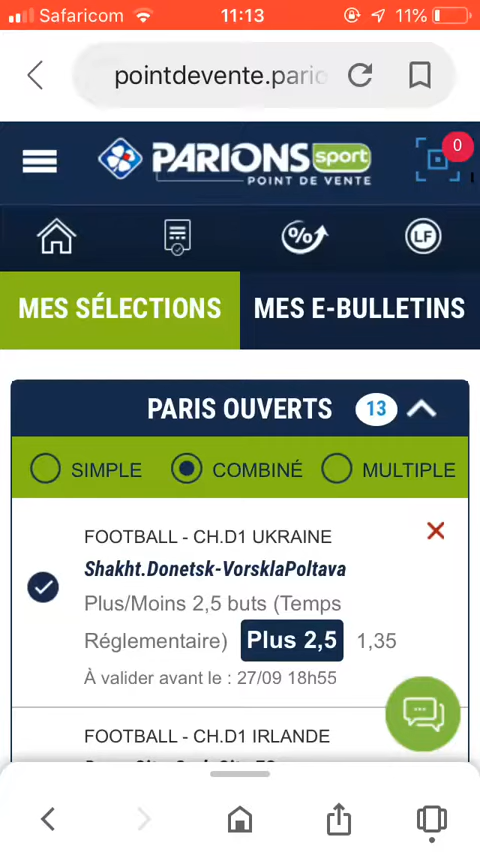 Safaricom 11:13 11%
pointdevente.pario
PARIONS sport
POINT DE VENTE
0
% LF
MES SÉLECTIONS MES E-BULLETINS
PARIS OUVERTS 13
SIMPLE COMBINÉ MULTIPLE
FOOTBALL - CH.D1 UKRAINE
Shakht.Donetsk-VorsklaPoltava
Plus/Moins 2,5 buts (Temps
Réglementaire) Plus 2,5 1,35
À valider avant le : 27/09 18h55
FOOTBALL - CH.D1 IRLANDE